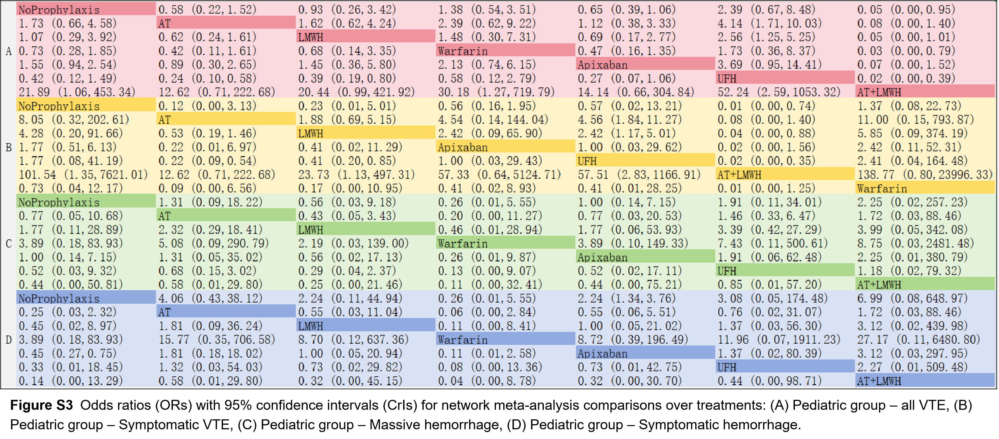 NoProphylaxis 0.58 (0.22,1.52) 0.93 (0.26,3.42) 1.38 (0.54,3.51) 0.65 (0.39,1.06) 2.39 (0.67,8.48) 0.05 (0.00,0.95)
1.73 (0.66,4.58) AT 1.62 (0.62,4.24) 2.39 (0.62,9.22) 1.12 (0.38,3.33) 4.14 (1.71,10.03) 0.08 (0.00,1.40)
1.07 (0.29,3.92) 0.62 (0.24,1.61) LMWH 1.48 (0.30,7.31) 0.69 (0.17,2.77) 2.56 (1.25,5.25) 0.05 (0.00,1.01)
A 0.73 (0.28,1.85) 0.42 (0.11,1.61) 0.68 (0.14,3.35) Warfarin 0.47 (0.16,1.35) 1.73 (0.36,8.37) 0.03 (0.00,0.79)
1.55 (0.94,2.54) 0.89 (0.30,2.65) 1.45 (0.36,5.80) 2.13 (0.74,6.15) Apixaban 3.69 (0.95,14.41) 0.07 (0.00,1.52)
0.42 (0.12,1.49) 0.24 (0.10,0.58) 0.39 (0.19,0.80) 0.58 (0.12,2.79) 0.27 (0.07,1.06) UFH 0.02 (0.00,0.39)
21.89 (1.06,453.34) 12.62 (0.71,222.68) 20.44 (0.99,421.92) 30.18 (1.27,719.79) 14.14 (0.66,304.84) 52.24 (2.59,1053.32) AT+LMWH
NoProphylaxis 0.12 (0.00,3.13) 0.23 (0.01,5.01) 0.56 (0.16,1.95) 0.57 (0.02,13.21) 0.01 (0.00,0.74) 1.37 (0.08,22.73)
8.05 (0.32,202.61) AT 1.88 (0.69,5.15) 4.54 (0.14,144.04) 4.56 (1.84,11.27) 0.08 (0.00,1.40) 11.00 (0.15,793.87)
4.28 (0.20,91.66) 0.53 (0.19,1.46) LMWH 2.42 (0.09,65.90) 2.42 (1.17,5.01) 0.04 (0.00,0.88) 5.85 (0.09,374.19)
B 1.77 (0.51,6.13) 0.22 (0.01,6.97) 0.41 (0.02,11.29) Apixaban 1.00 (0.03,29.62) 0.02 (0.00,1.56) 2.42 (0.11,52.31)
1.77 (0.08,41.19) 0.22 (0.09,0.54) 0.41 (0.20,0.85) 1.00 (0.03,29.43) UFH 0.02 (0.00,0.35) 2.41 (0.04,164.48)
101.54 (1.35,7621.01) 12.62 (0.71,222.68) 23.73 (1.13,497.31) 57.33 (0.64,5124.71) 57.51 (2.83,1166.91) AT+LMWH 138.77 (0.80,23996.33)
0.73 (0.04,12.17) 0.09 (0.00,6.56) 0.17 (0.00,10.95) 0.41 (0.02,8.93) 0.41 (0.01,28.25) 0.01 (0.00,1.25) Warfarin
NoProphylaxis 1.31 (0.09,18.22) 0.56 (0.03,9.18) 0.26 (0.01,5.55) 1.00 (0.14,7.15) 1.91 (0.11,34.01) 2.25 (0.02,257.23)
0.77 (0.05,10.68) AT 0.43 (0.05,3.43) 0.20 (0.00,11.27) 0.77 (0.03,20.53) 1.46 (0.33,6.47) 1.72 (0.03,88.46)
1.77 (0.11,28.89) 2.32 (0.29,18.41) LMWH 0.46 (0.01,28.94) 1.77 (0.06,53.93) 3.39 (0.42,27.29) 3.99 (0.05,342.08)
C 3.89 (0.18,83.93) 5.08 (0.09,290.79) 2.19 (0.03,139.00) Warfarin 3.89 (0.10,149.33) 7.43 (0.11,500.61) 8.75 (0.03,2481.48)
1.00 (0.14,7.15) 1.31 (0.05,35.02) 0.56 (0.02,17.13) 0.26 (0.01,9.87) Apixaban 1.91 (0.06,62.48) 2.25 (0.01,380.79)
0.52 (0.03,9.32) 0.68 (0.15,3.02) 0.29 (0.04,2.37) 0.13 (0.00,9.07) 0.52 (0.02,17.11) UFH 1.18 (0.02,79.32)
0.44 (0.00,50.81) 0.58 (0.01,29.80) 0.25 (0.00,21.46) 0.11 (0.00,32.41) 0.44 (0.00,75.21) 0.85 (0.01,57.20) AT+LMWH
NoProphylaxis 4.06 (0.43,38.12) 2.24 (0.11,44.94) 0.26 (0.01,5.55) 2.24 (1.34,3.76) 3.08 (0.05,174.48) 6.99 (0.08,648.97)
0.25 (0.03,2.32) AT 0.55 (0.03,11.04) 0.06 (0.00,2.84) 0.55 (0.06,5.51) 0.76 (0.02,31.07) 1.72 (0.03,88.46)
0.45 (0.02,8.97) 1.81 (0.09,36.24) LMWH 0.11 (0.00,8.41) 1.00 (0.05,21.02) 1.37 (0.03,56.30) 3.12 (0.02,439.98)
D 3.89 (0.18,83.93) 15.77 (0.35,706.58) 8.70 (0.12,637.36) Warfarin 8.72 (0.39,196.49) 11.96 (0.07,1911.23) 27.17 (0.11,6480.80)
0.45 (0.27,0.75) 1.81 (0.18,18.02) 1.00 (0.05,20.94) 0.11 (0.01,2.58) Apixaban 1.37 (0.02,80.39) 3.12 (0.03,297.95)
0.33 (0.01,18.45) 1.32 (0.03,54.03) 0.73 (0.02,29.82) 0.08 (0.00,13.36) 0.73 (0.01,42.75) UFH 2.27 (0.01,509.48)
0.14 (0.00,13.29) 0.58 (0.01,29.80) 0.32 (0.00,45.15) 0.04 (0.00,8.78) 0.32 (0.00,30.70) 0.44 (0.00,98.71) AT+LMWH
Figure S3 Odds ratios (ORs) with 95% confidence intervals (CrIs) for network meta-analysis comparisons over treatments: (A) Pediatric group – all VTE, (B)
Pediatric group – Symptomatic VTE, (C) Pediatric group – Massive hemorrhage, (D) Pediatric group – Symptomatic hemorrhage.